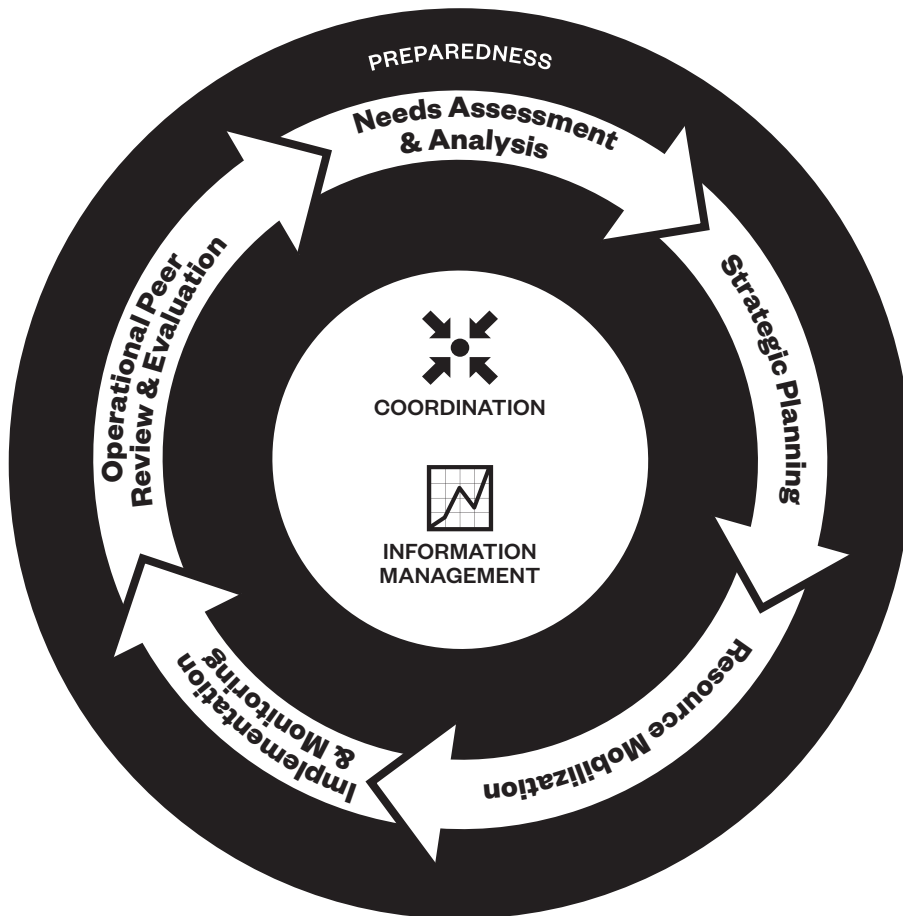 PREPAREDNESS
Needs Assessment
& Analysis
Strategic Planning
Resource Mobilization
Implementation
& Monitoring
Operational Peer
Review & Evaluation
COORDINATION
INFORMATION
MANAGEMENT